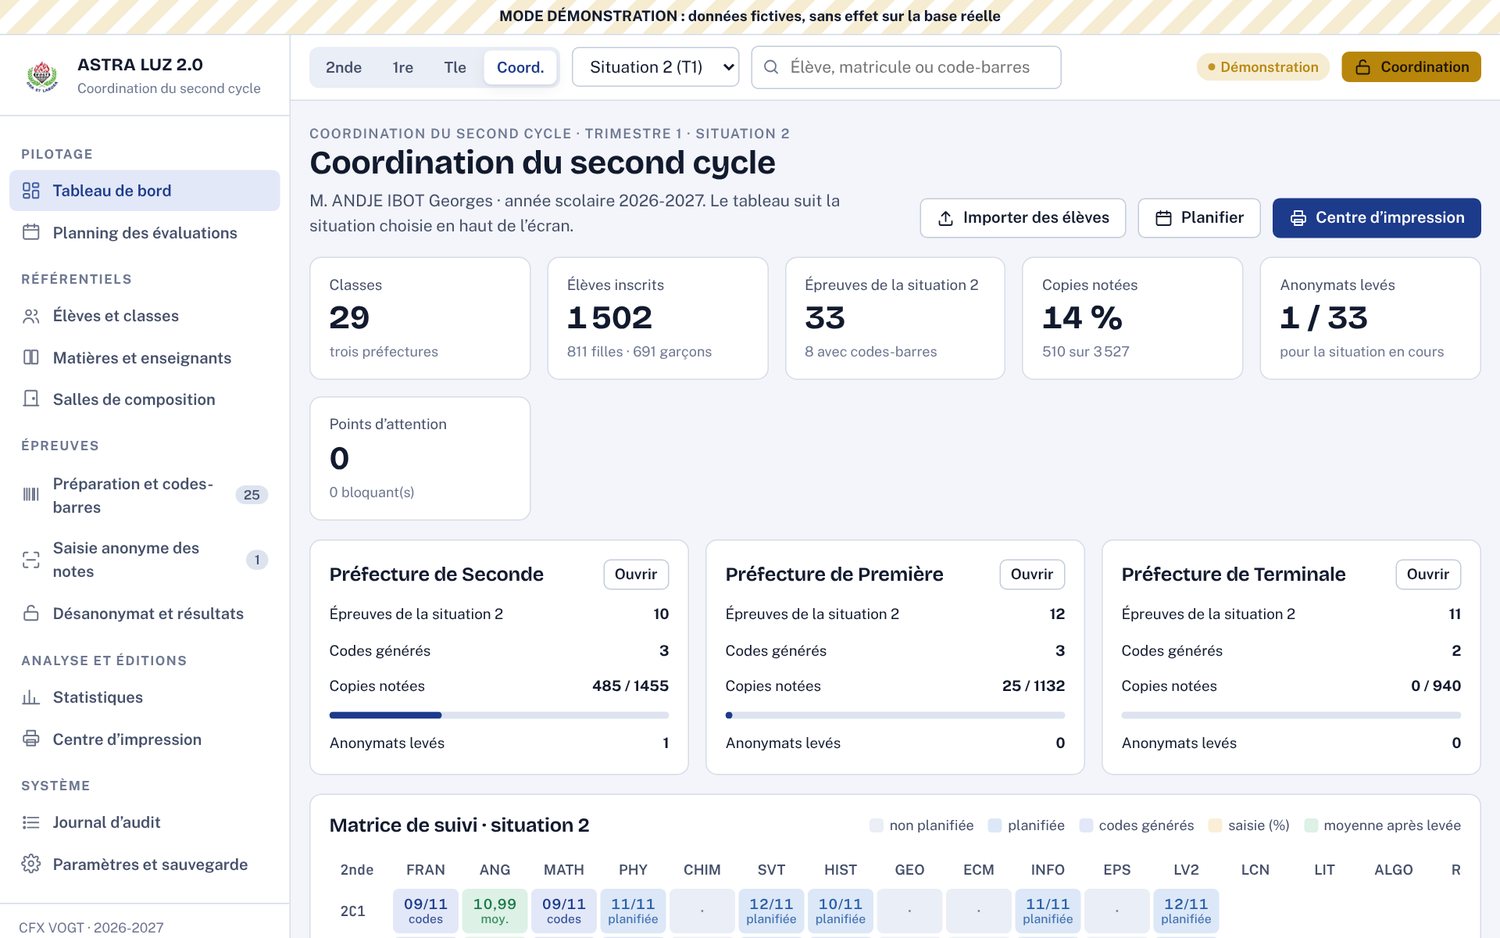 MODE DÉMONSTRATION : données fictives, sans effet sur la base réelle
ASTRA LUZ 2.0
Coordination du second cycle
2nde 1re Tle Coord. Situation 2 (T1) Élève, matricule ou code-barres Démonstration Coordination
PILOTAGE
Tableau de bord
Planning des évaluations
RÉFÉRENTIELS
Élèves et classes
Matières et enseignants
Salles de composition
ÉPREUVES
Préparation et codes-
barres
25
Saisie anonyme des
notes
1
Désanonymat et résultats
ANALYSE ET ÉDITIONS
Statistiques
Centre d’impression
SYSTÈME
Journal d’audit
Paramètres et sauvegarde
CFX VOGT · 2026-2027
COORDINATION DU SECOND CYCLE · TRIMESTRE 1 · SITUATION 2
Coordination du second cycle
M. ANDJE IBOT Georges · année scolaire 2026-2027. Le tableau suit la
situation choisie en haut de l’écran.
Importer des élèves Planifier Centre d’impression
Classes
29
trois préfectures
Élèves inscrits
1 502
811 filles · 691 garçons
Épreuves de la situation 2
33
8 avec codes-barres
Copies notées
14 %
510 sur 3 527
Anonymats levés
1 / 33
pour la situation en cours
Points d’attention
0
0 bloquant(s)
Préfecture de Seconde Ouvrir
Épreuves de la situation 2 10
Codes générés 3
Copies notées 485 / 1455
Anonymats levés 1
Préfecture de Première Ouvrir
Épreuves de la situation 2 12
Codes générés 3
Copies notées 25 / 1132
Anonymats levés 0
Préfecture de Terminale Ouvrir
Épreuves de la situation 2 11
Codes générés 2
Copies notées 0 / 940
Anonymats levés 0
Matrice de suivi · situation 2 non planifiée planifiée codes générés saisie (%) moyenne après levée
2nde FRAN ANG MATH PHY CHIM SVT HIST GEO ECM INFO EPS LV2 LCN LIT ALGO R
2C1 09/11 10,99 09/11 11/11 · 12/11 10/11 · · 11/11 · 12/11
codes moy. codes planifiée planifiée planifiée planifiée planifiée